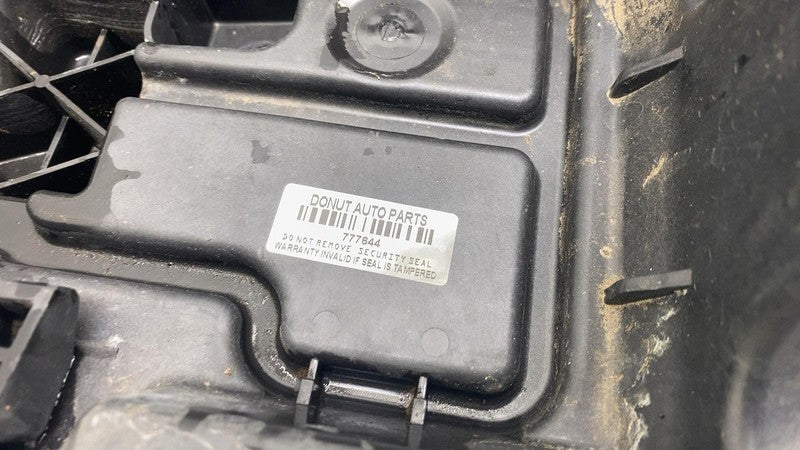 DONUT AUTO PARTS
777844
DO NOT REMOVE SECURITY SEAL
WARRANTY INVALID IF SEAL IS TAMPERED